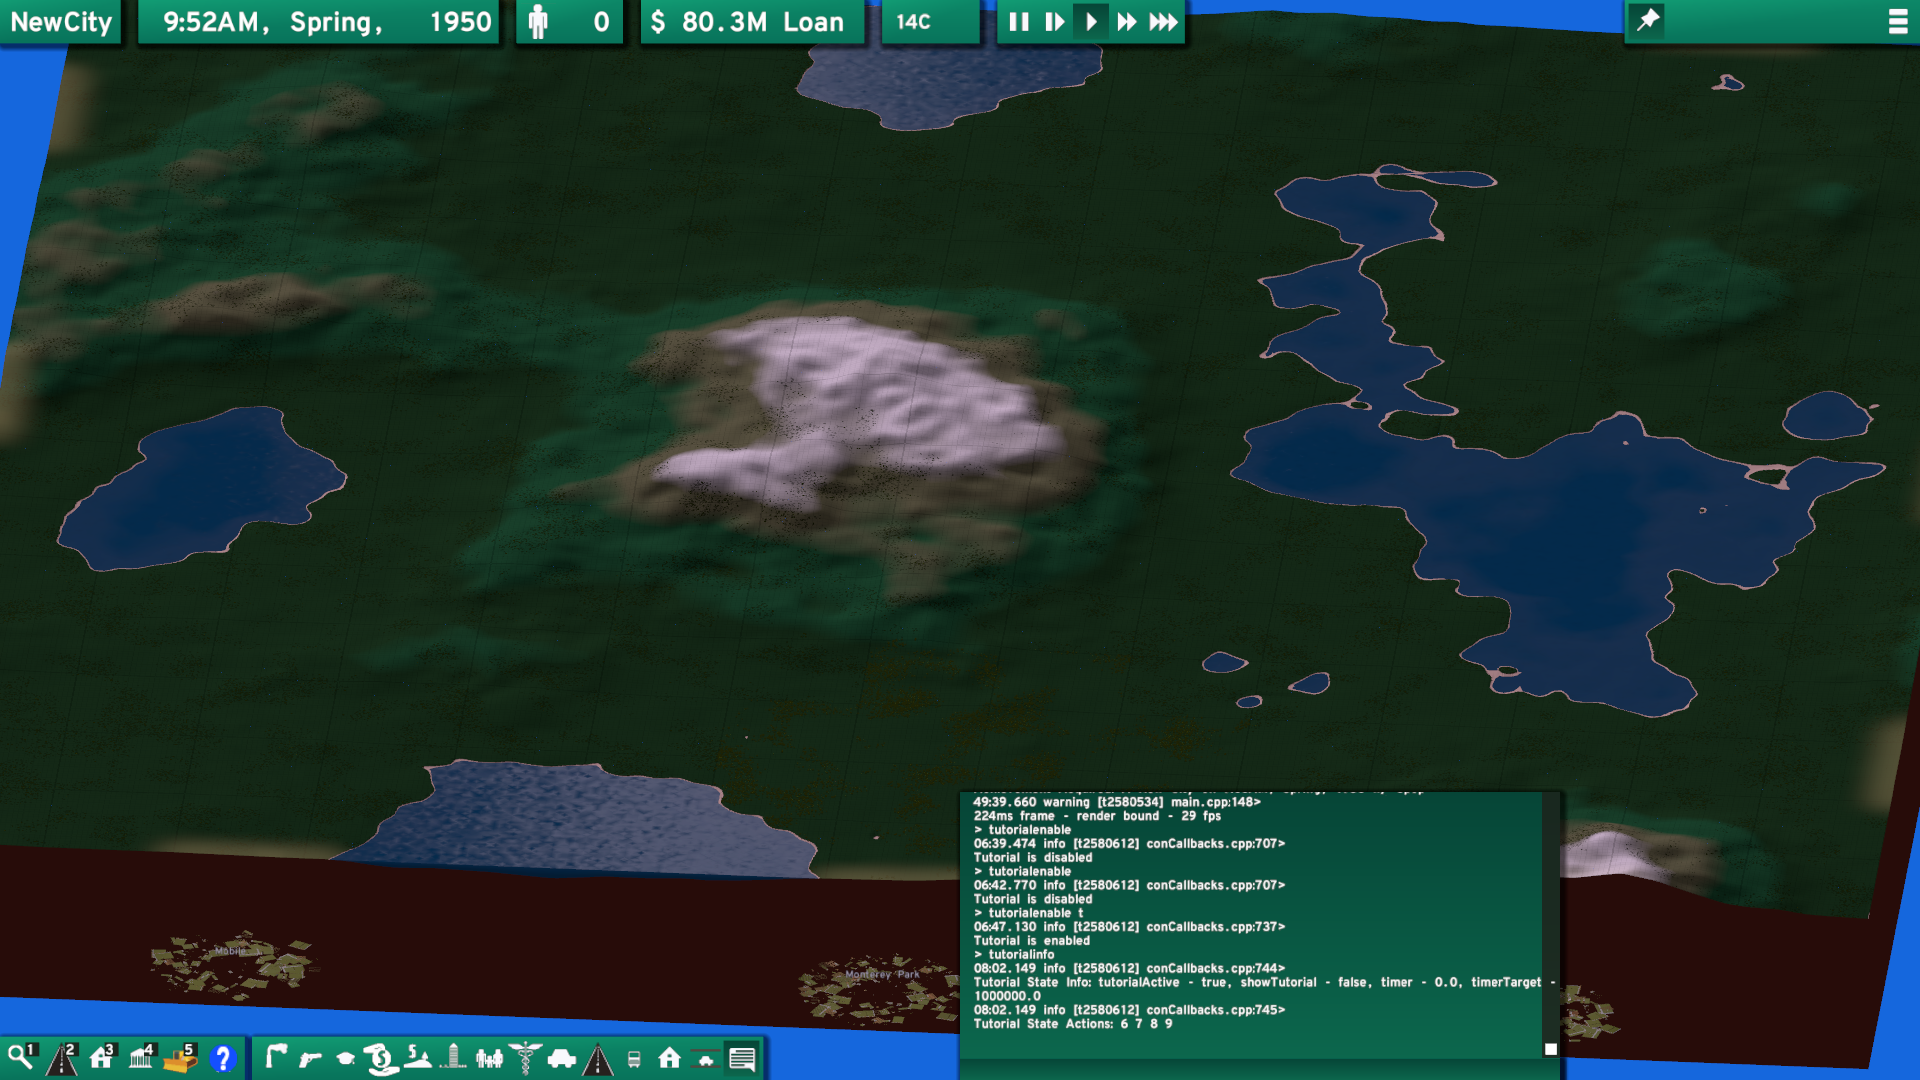 NewCity
9:52AM, Spring, 1950
0
$ 80.3M Loan
14C
49:39.660 warning [t2580534] main.cpp:148>
224ms frame - render bound - 29 fps
> tutorialenable
06:39.474 info [t2580612] conCallbacks.cpp:707>
Tutorial is disabled
> tutorialenable
06:42.770 info [t2580612] conCallbacks.cpp:707>
Tutorial is disabled
> tutorialenable t
06:47.130 info [t2580612] conCallbacks.cpp:737>
Tutorial is enabled
> tutorialinfo
08:02.149 info [t2580612] conCallbacks.cpp:744>
Tutorial State Info: tutorialActive - true, showTutorial - false, timer - 0.0, timerTarget -
1000000.0
08:02.149 info [t2580612] conCallbacks.cpp:745>
Tutorial State Actions: 6 7 8 9
Mobile
Monterey Park
1 2 3 4 5 ?